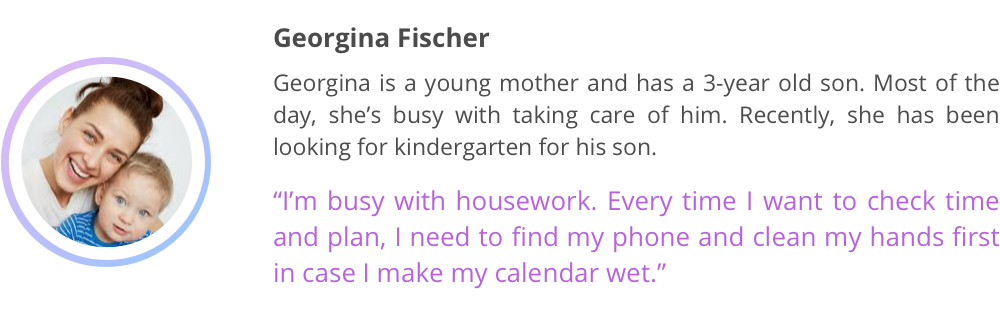 Georgina Fischer
Georgina is a young mother and has a 3-year old son. Most of the
day, she’s busy with taking care of him. Recently, she has been
looking for kindergarten for his son.
“I’m busy with housework. Every time I want to check time
and plan, I need to find my phone and clean my hands first
in case I make my calendar wet.”